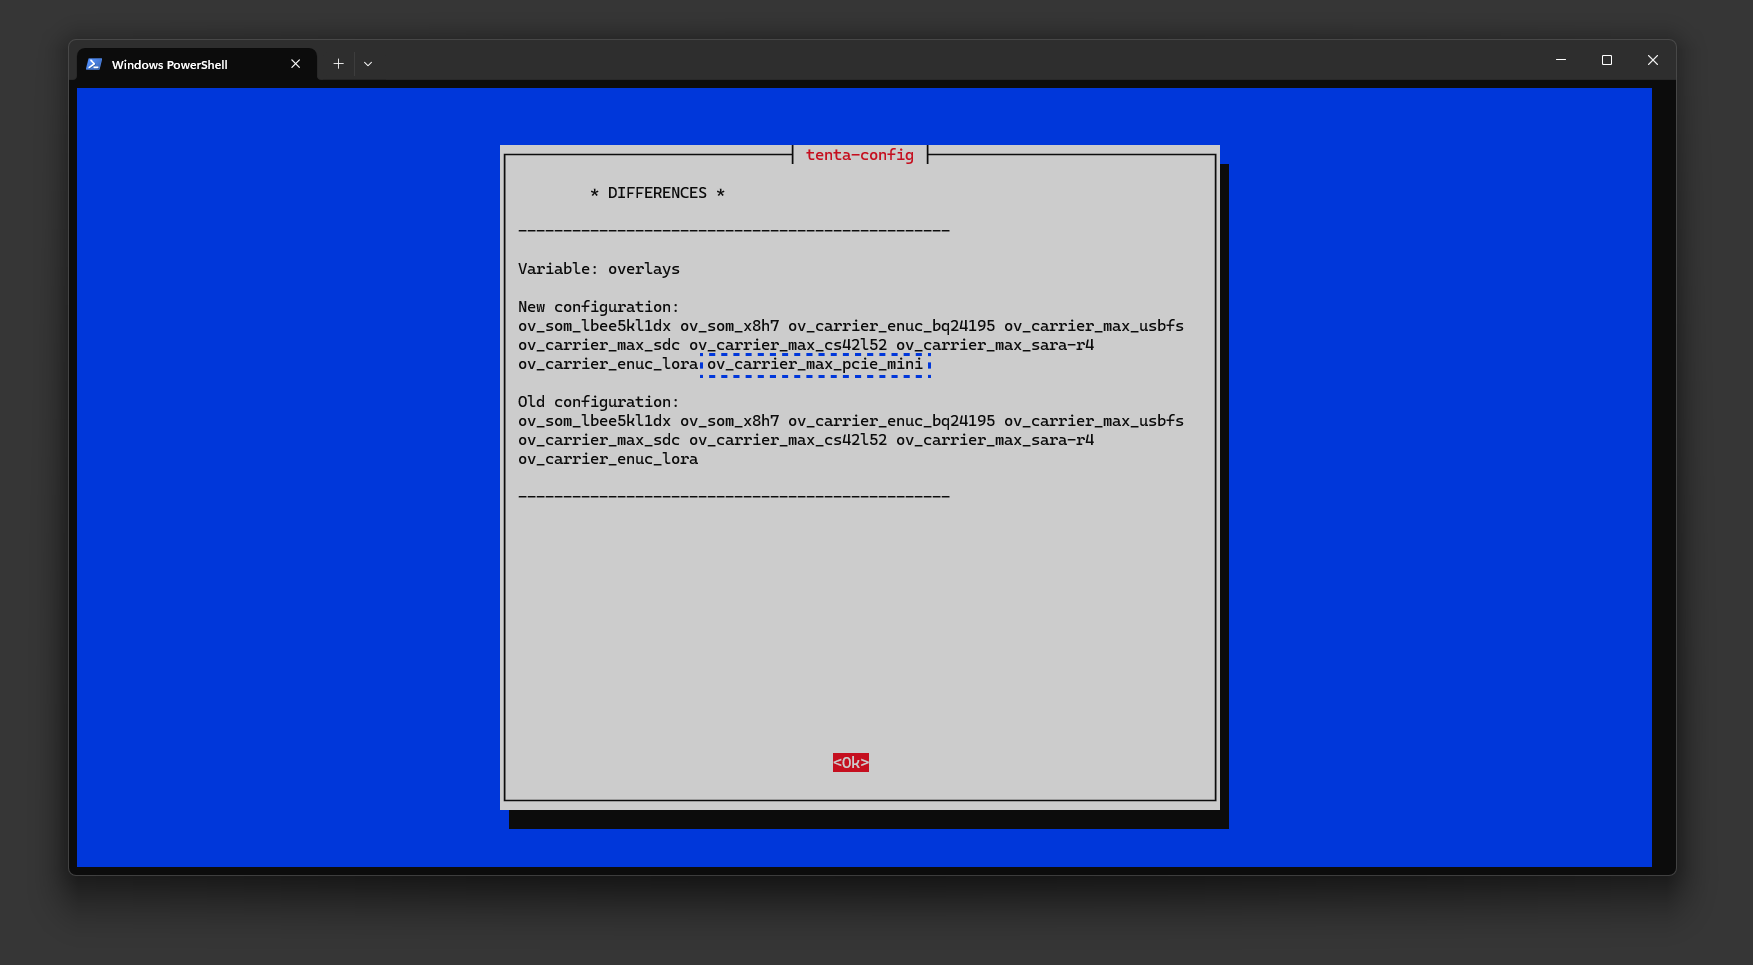 Windows PowerShell
tenta-config
* DIFFERENCES *
------------------------------------------------
Variable: overlays
New configuration:
ov_som_lbee5kl1dx ov_som_x8h7 ov_carrier_enuc_bq24195 ov_carrier_max_usbfs
ov_carrier_max_sdc ov_carrier_max_cs42l52 ov_carrier_max_sara-r4
ov_carrier_enuc_lora ov_carrier_max_pcie_mini
Old configuration:
ov_som_lbee5kl1dx ov_som_x8h7 ov_carrier_enuc_bq24195 ov_carrier_max_usbfs
ov_carrier_max_sdc ov_carrier_max_cs42l52 ov_carrier_max_sara-r4
ov_carrier_enuc_lora
------------------------------------------------
<Ok>